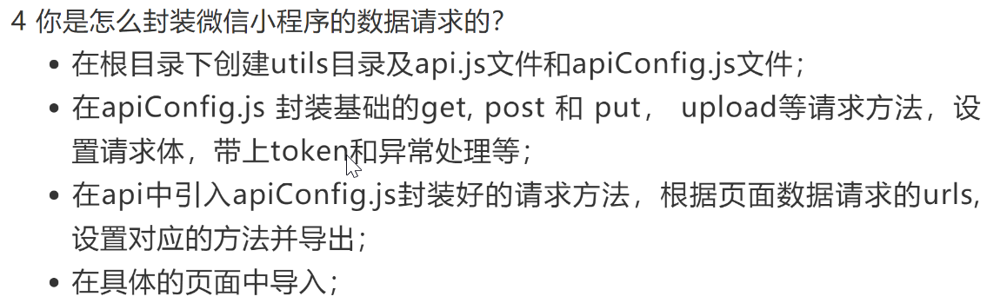 4 你是怎么封装微信小程序的数据请求的?
• 在根目录下创建utils目录及api.js文件和apiConfig.js文件；
• 在apiConfig.js 封装基础的get, post 和 put， upload等请求方法，设
置请求体，带上token和异常处理等；
• 在api中引入apiConfig.js封装好的请求方法，根据页面数据请求的urls,
设置对应的方法并导出；
• 在具体的页面中导入；